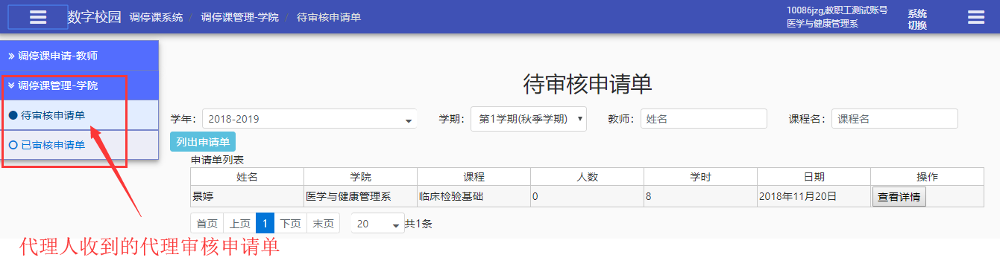 数字校园 调停课系统 / 调停课管理-学院 / 待审核申请单
10086jzg,教职工测试账号
医学与健康管理系
系统
切换
调停课申请-教师
调停课管理-学院
待审核申请单
已审核申请单
待审核申请单
学年: 2018-2019 学期: 第1学期(秋季学期) 教师: 姓名 课程名: 课程名
列出申请单
申请单列表
姓名 学院 课程 人数 学时 日期 操作
景婷 医学与健康管理系 临床检验基础 0 8 2018年11月20日 查看详情
首页 上页 1 下页 末页 20 共1条
代理人收到的代理审核申请单